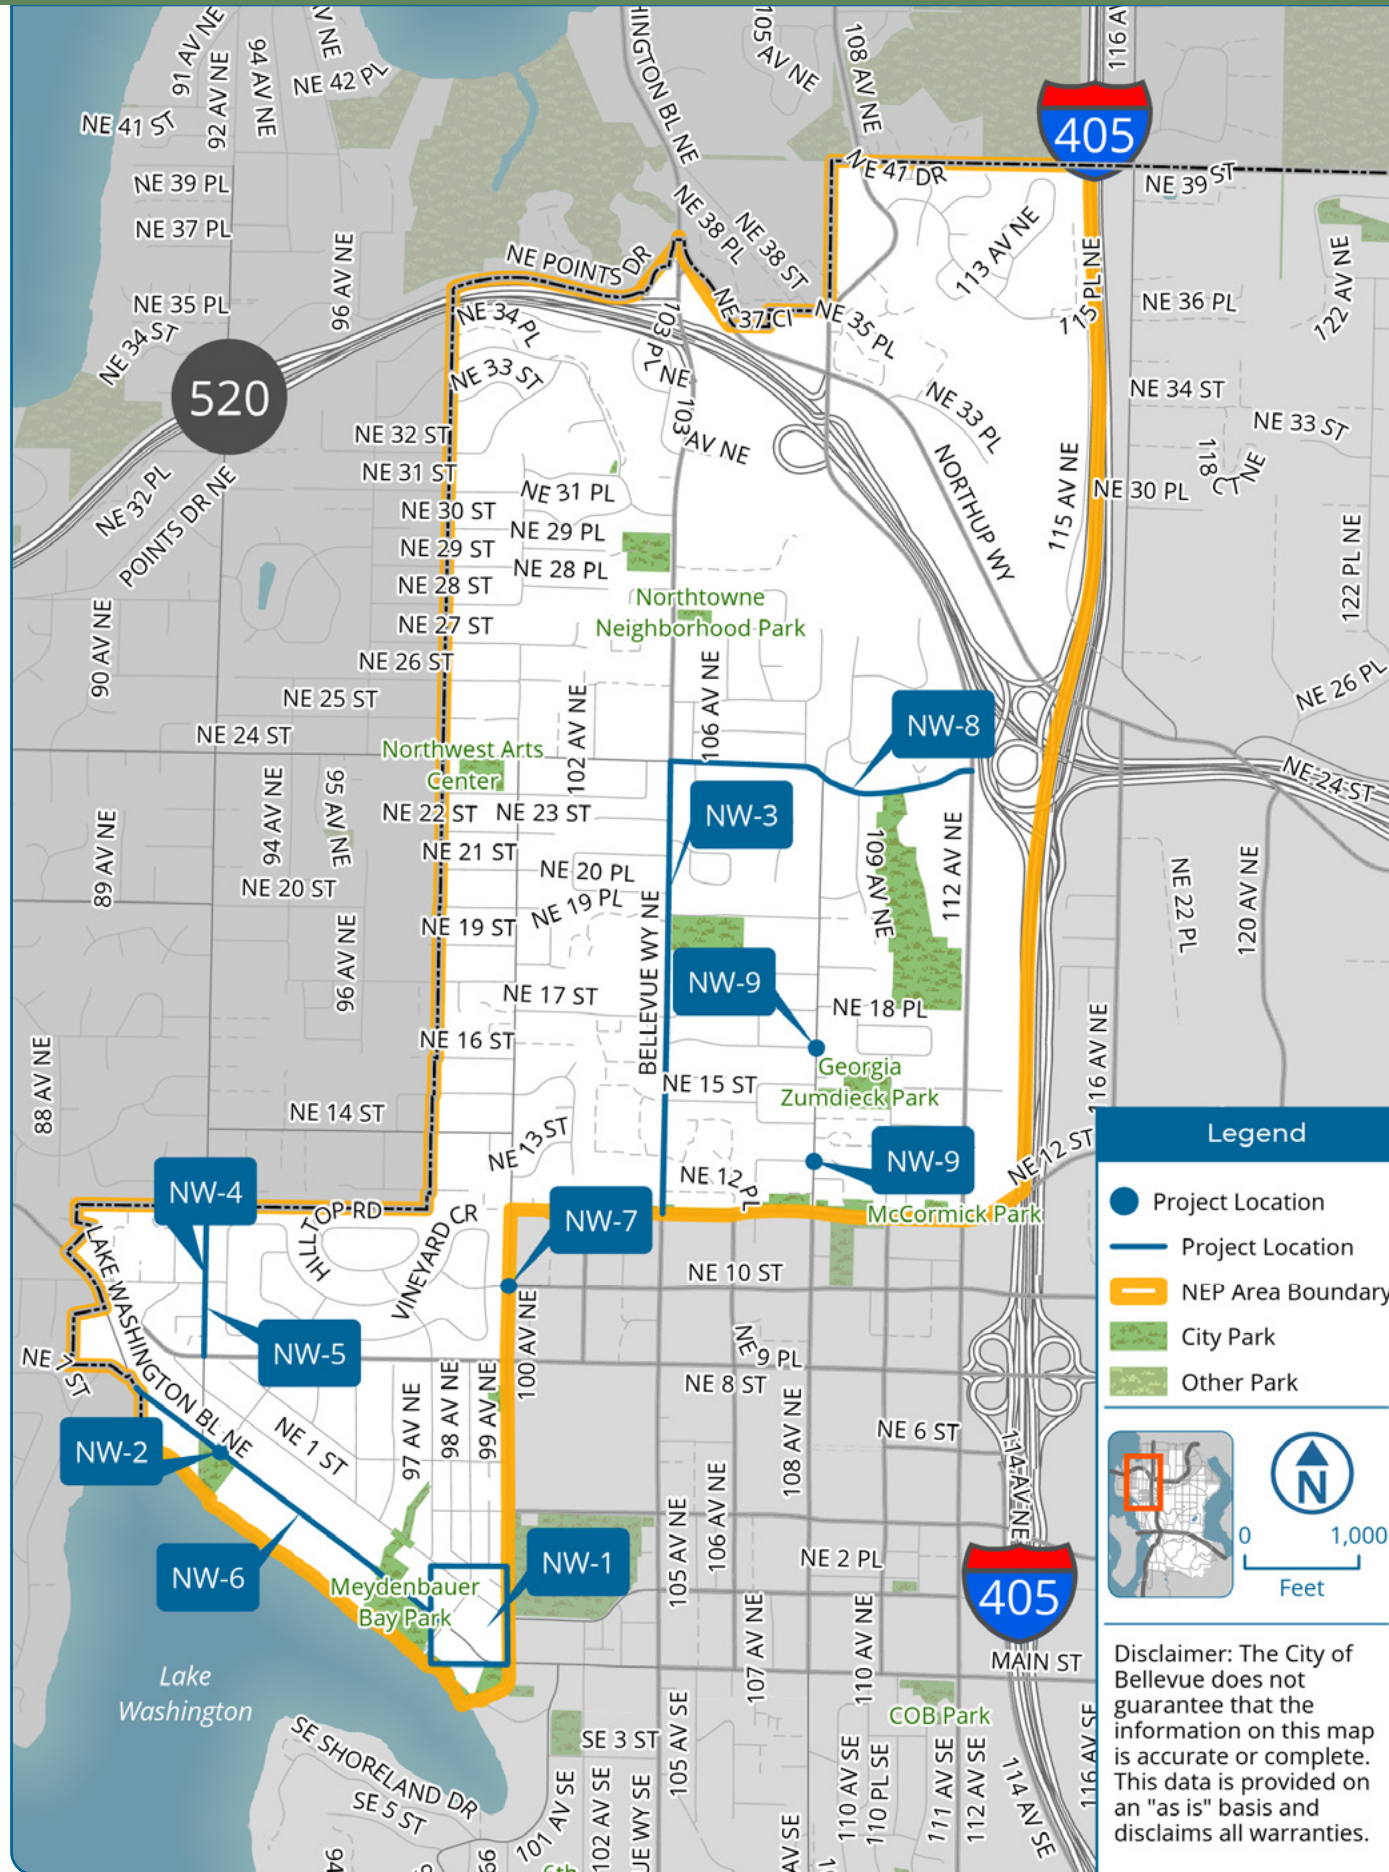 91 AV NE
92 AV NE
94 AV NE
AV NE
NE 42 PL
HINGTON BL NE
105 AV NE
108 AV NE
116 AV
405
NE 41 ST
NE 39 PL
NE 37 PL
NE 35 PL
NE 34 ST
96 AV NE
NE POINTS DR
NE 38 PL
NE 38 ST
NE 41 DR
NE 39 ST
113 AV NE
115 PL NE
NE 36 PL
122 AV NE
NE 37 CI
NE 35 PL
NE 34 PL
103 PL NE
NE 33 ST
520
NE 34 ST
NE 33 ST
NE 33 PL
103 AV NE
NE 32 ST
NE 31 ST
NE 31 PL
NE 30 ST
NE 29 PL
NE 29 ST
NE 28 PL
NE 28 ST
NE 27 ST
NE 26 ST
NE 25 ST
NE 24 ST
NE 32 PL
POINTS DR NE
NORTHUP WY
115 AV NE
NE 30 PL
118 CT NE
122 PL NE
NE 26 PL
NE 24 ST
90 AV NE
Northtowne
Neighborhood Park
106 AV NE
102 AV NE
NW-8
Northwest Arts
Center
NW-3
NE 22 ST
NE 23 ST
94 AV NE
95 AV NE
89 AV NE
NE 21 ST
NE 20 PL
NE 20 ST
NE 19 PL
NE 19 ST
96 AV NE
BELLEVUE WY NE
109 AV NE
112 AV NE
NE 22 PL
120 AV NE
NW-9
NE 17 ST
NE 18 PL
NE 16 ST
88 AV NE
116 AV NE
Georgia
Zumdieck Park
NE 15 ST
NE 14 ST
NE 13 ST
NE 12 PL
NW-9
NE 12 ST
McCormick Park
NW-4
HILLTOP RD
VINEYARD CR
NW-7
LAKE WASHINGTON BL NE
NE 10 ST
NW-5
NE 7 ST
100 AV NE
NE 9 PL
NE 8 ST
97 AV NE
98 AV NE
99 AV NE
NE 1 ST
108 AV NE
NE 6 ST
114 AV NE
NW-2
106 AV NE
105 AV NE
NW-1
NE 2 PL
NW-6
Meydenbauer
Bay Park
405
107 AV NE
110 AV NE
MAIN ST
Lake
Washington
COB Park
SE SHORELAND DR
SE 5 ST
SE 3 ST
101 AV SE
102 AV SE
UE WY SE
105 AV SE
AV SE
110 AV SE
110 PL SE
111 AV SE
112 AV SE
114 AV SE
116 AV SE
Legend
Project Location
Project Location
NEP Area Boundary
City Park
Other Park
N
0 1,000
Feet
Disclaimer: The City of
Bellevue does not
guarantee that the
information on this map
is accurate or complete.
This data is provided on
an "as is" basis and
disclaims all warranties.